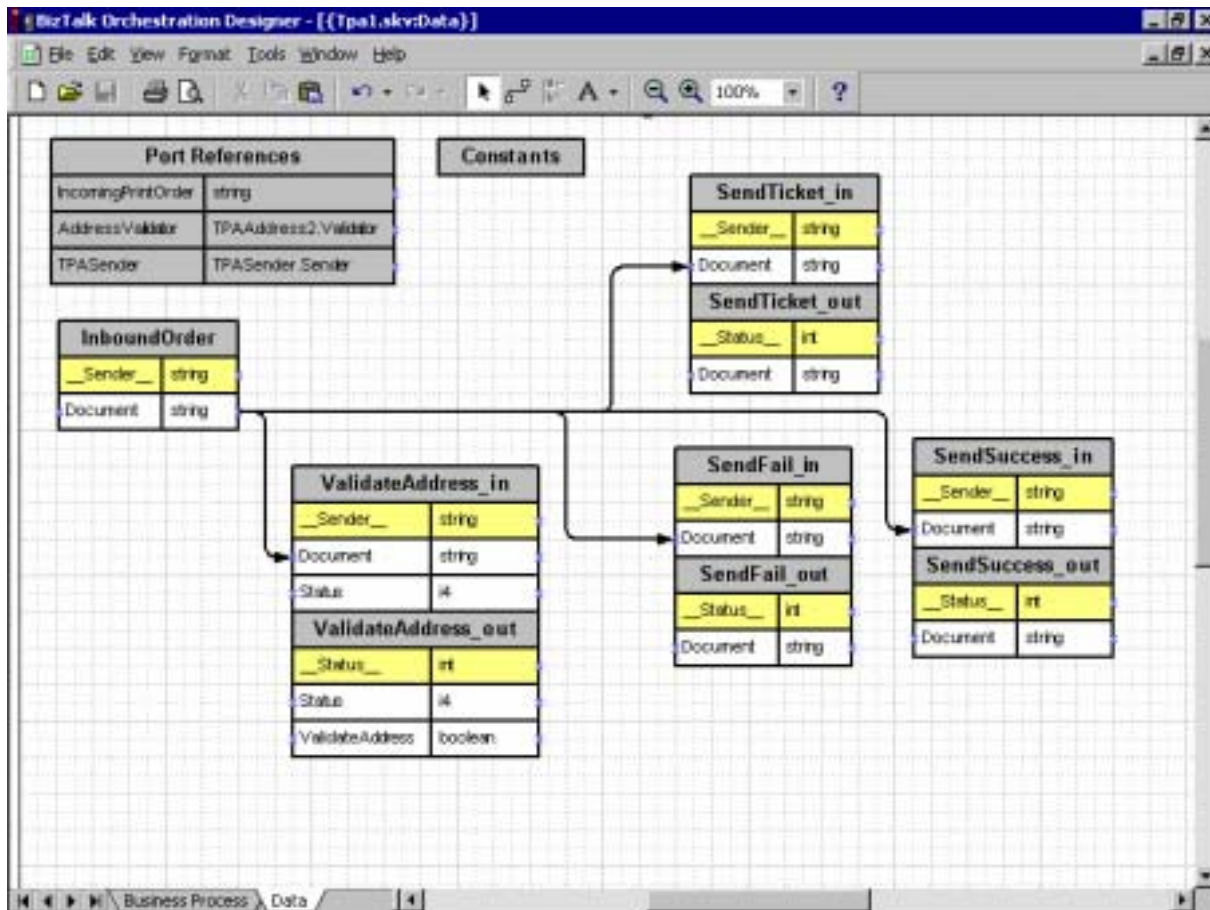 BizTalk Orchestration Designer - [{Tpa1.skv:Data}]
File Edit View Format Tools Window Help
100%
Port References
IncomingPrintOrder string
AddressValidator TPAAddress2.Validator
TPASender TPASender.Sender
Constants
SendTicket_in
__Sender__ string
Document string
SendTicket_out
__Status__ int
Document string
InboundOrder
__Sender__ string
Document string
ValidateAddress_in
__Sender__ string
Document string
Status i4
ValidateAddress_out
__Status__ int
Status i4
ValidateAddress boolean
SendFail_in
__Sender__ string
Document string
SendFail_out
__Status__ int
Document string
SendSuccess_in
__Sender__ string
Document string
SendSuccess_out
__Status__ int
Document string
Business Process Data